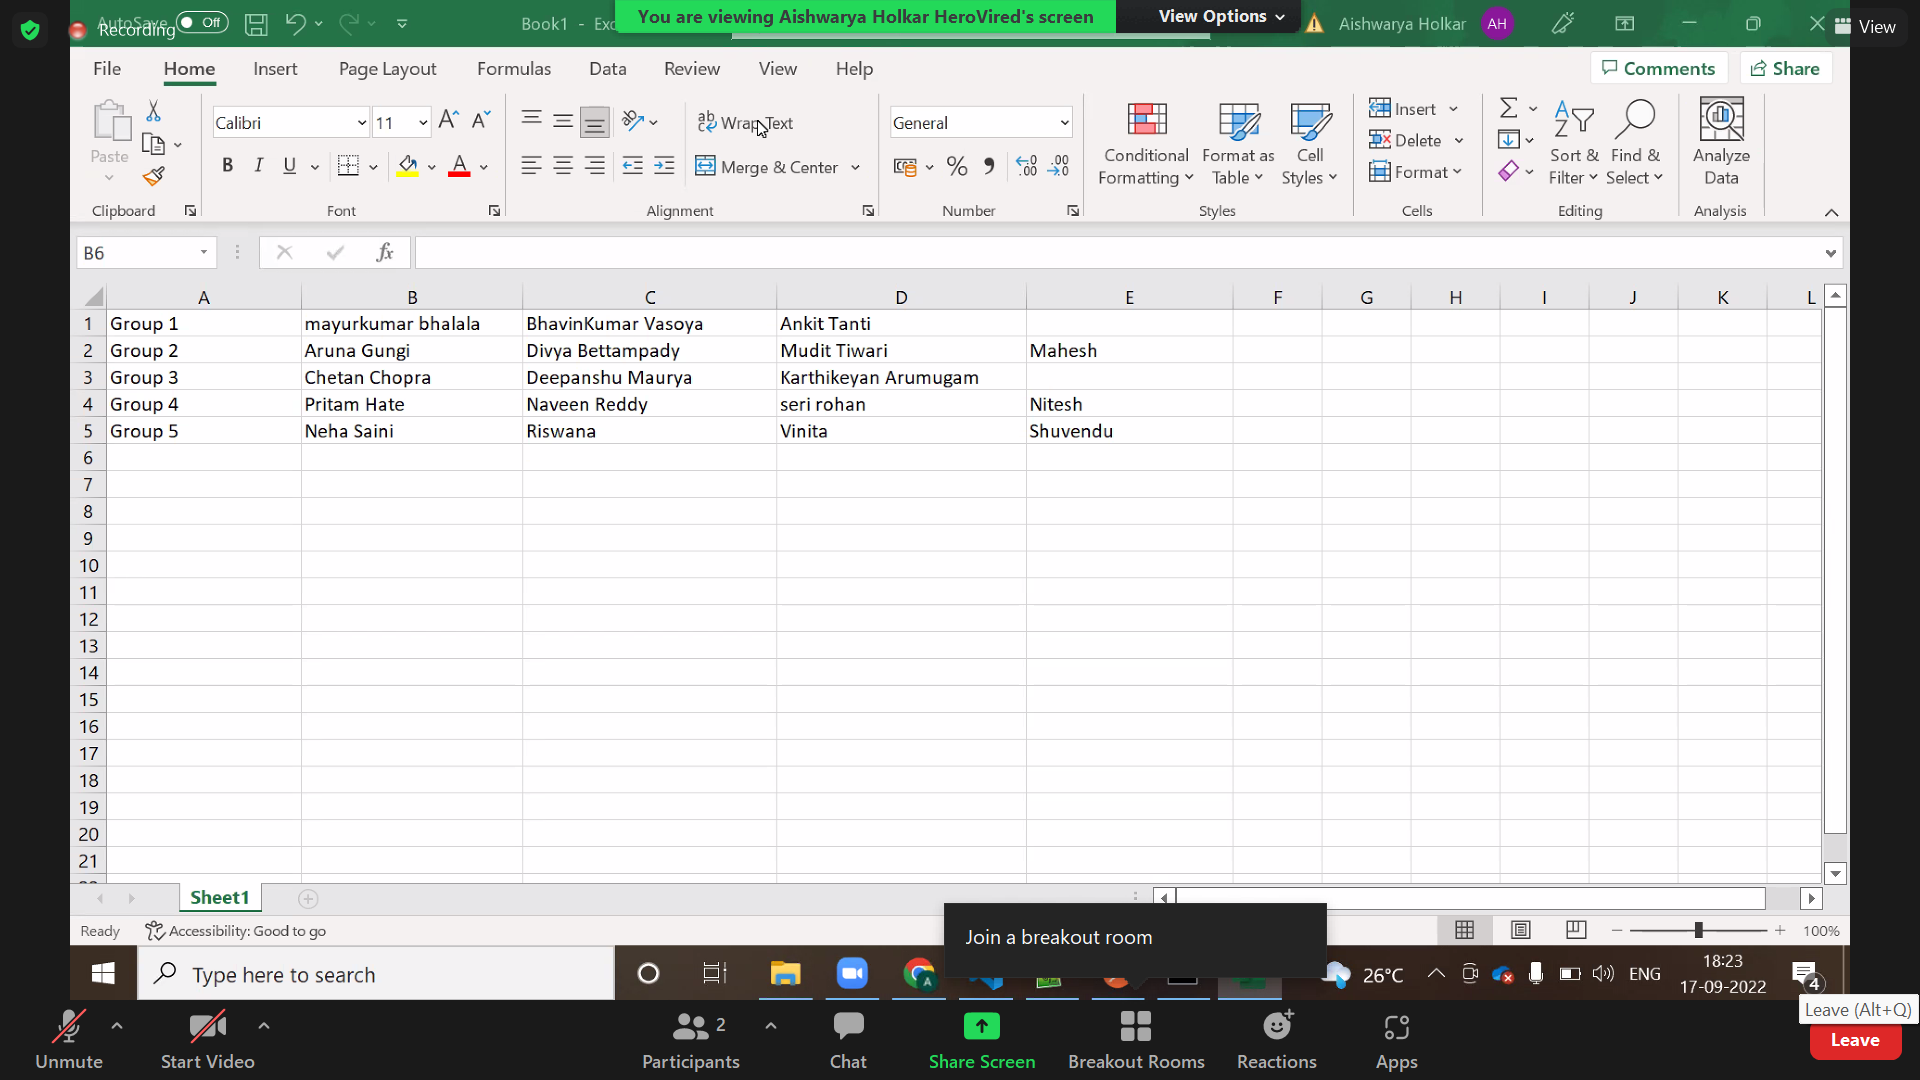 AutoSave Off
Recording
Book1 - Exc
You are viewing Aishwarya Holkar HeroVired's screen
View Options
Aishwarya Holkar AH
View
File Home Insert Page Layout Formulas Data Review View Help
Comments Share
Paste
Calibri 11
Wrap Text
Merge & Center
General
Conditional Formatting
Format as Table
Cell Styles
Insert
Delete
Format
Sort & Filter
Find & Select
Analyze Data
Clipboard Font Alignment Number Styles Cells Editing Analysis
B6 fx
A B C D E F G H I J K L
1 Group 1 mayurkumar bhalala BhavinKumar Vasoya Ankit Tanti
2 Group 2 Aruna Gungi Divya Bettampady Mudit Tiwari Mahesh
3 Group 3 Chetan Chopra Deepanshu Maurya Karthikeyan Arumugam
4 Group 4 Pritam Hate Naveen Reddy seri rohan Nitesh
5 Group 5 Neha Saini Riswana Vinita Shuvendu
6
7
8
9
10
11
12
13
14
15
16
17
18
19
20
21
Sheet1
Ready Accessibility: Good to go
100%
Join a breakout room
Type here to search
26°C ENG
18:23
17-09-2022
4
Leave (Alt+Q)
2
Unmute Start Video Participants Chat Share Screen Breakout Rooms Reactions Apps
Leave